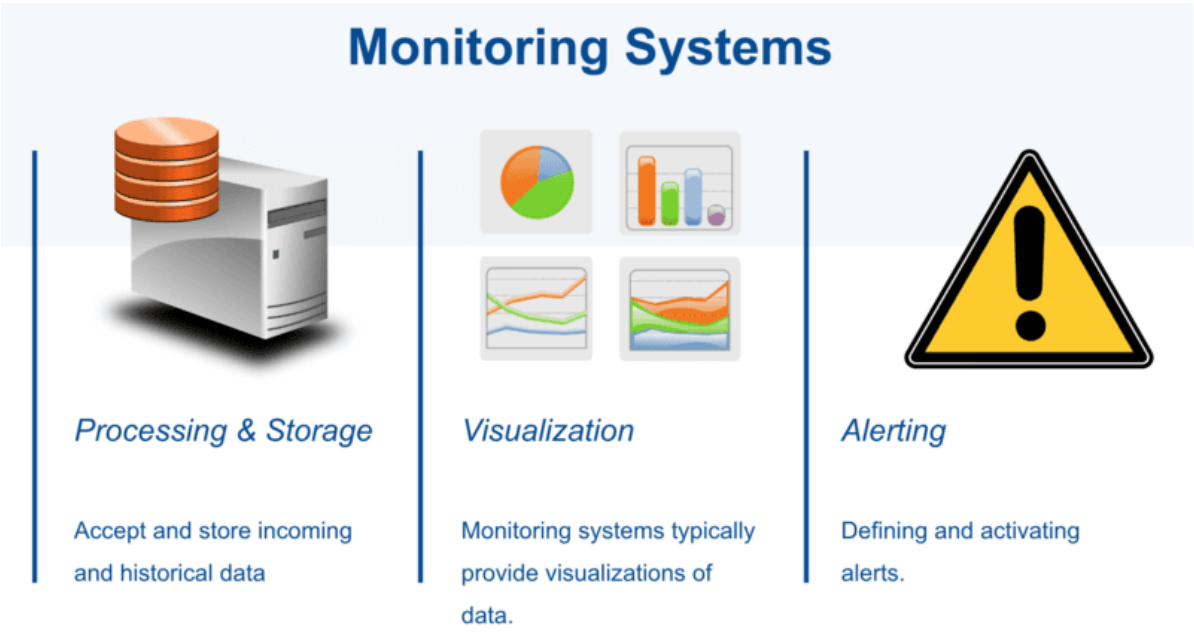 Monitoring Systems
Processing & Storage
Accept and store incoming
and historical data
Visualization
Monitoring systems typically
provide visualizations of
data.
Alerting
Defining and activating
alerts.